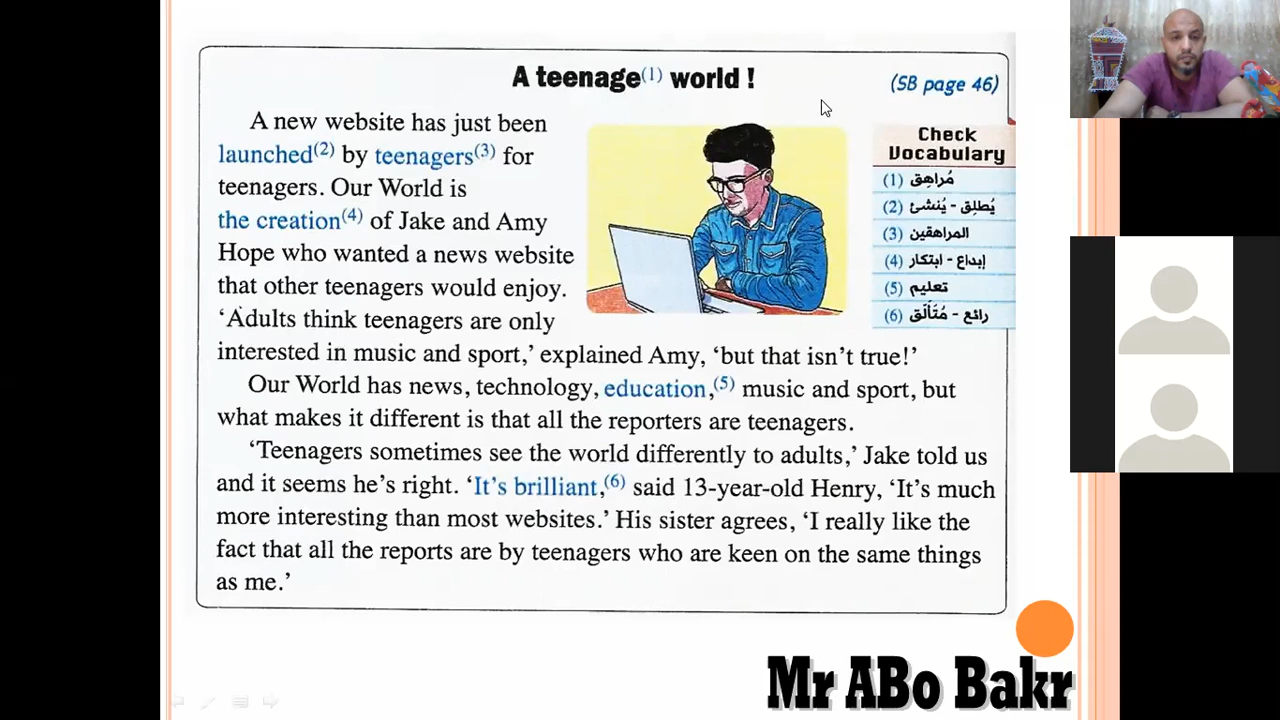 A teenage(1) world !
(SB page 46)
A new website has just been
launched(2) by teenagers(3) for
teenagers. Our World is
the creation(4) of Jake and Amy
Hope who wanted a news website
that other teenagers would enjoy.
‘Adults think teenagers are only
interested in music and sport,’ explained Amy, ‘but that isn’t true!’
Our World has news, technology, education,(5) music and sport, but
what makes it different is that all the reporters are teenagers.
‘Teenagers sometimes see the world differently to adults,’ Jake told us
and it seems he’s right. ‘It’s brilliant,(6) said 13-year-old Henry, ‘It’s much
more interesting than most websites.’ His sister agrees, ‘I really like the
fact that all the reports are by teenagers who are keen on the same things
as me.’
Check
Vocabulary
(1) مُراهِق
(2) يُطلِق - يُنشئ
(3) المراهقين
(4) إبداع - ابتكار
(5) تعليم
(6) رائع - مُتَألِّق
Mr ABo Bakr